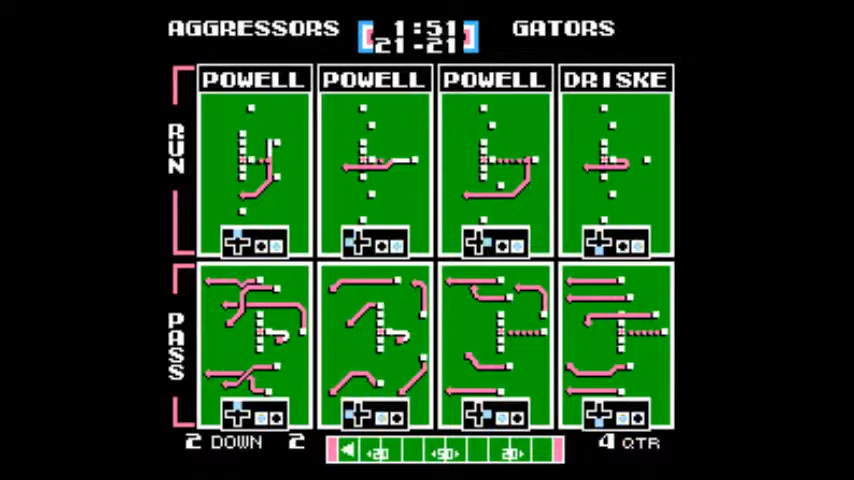 AGGRESSORS 1:51 GATORS
21-21
POWELL POWELL POWELL DRISKE
RUN
PASS
2 DOWN 2 4 QTR
20 50 20